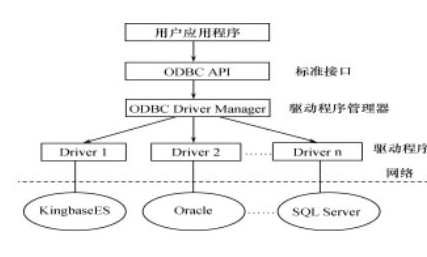 用户应用程序
ODBC API 标准接口
ODBC Driver Manager 驱动程序管理器
Driver 1 Driver 2 ...... Driver n 驱动程序
网络
KingbaseES Oracle ...... SQL Server